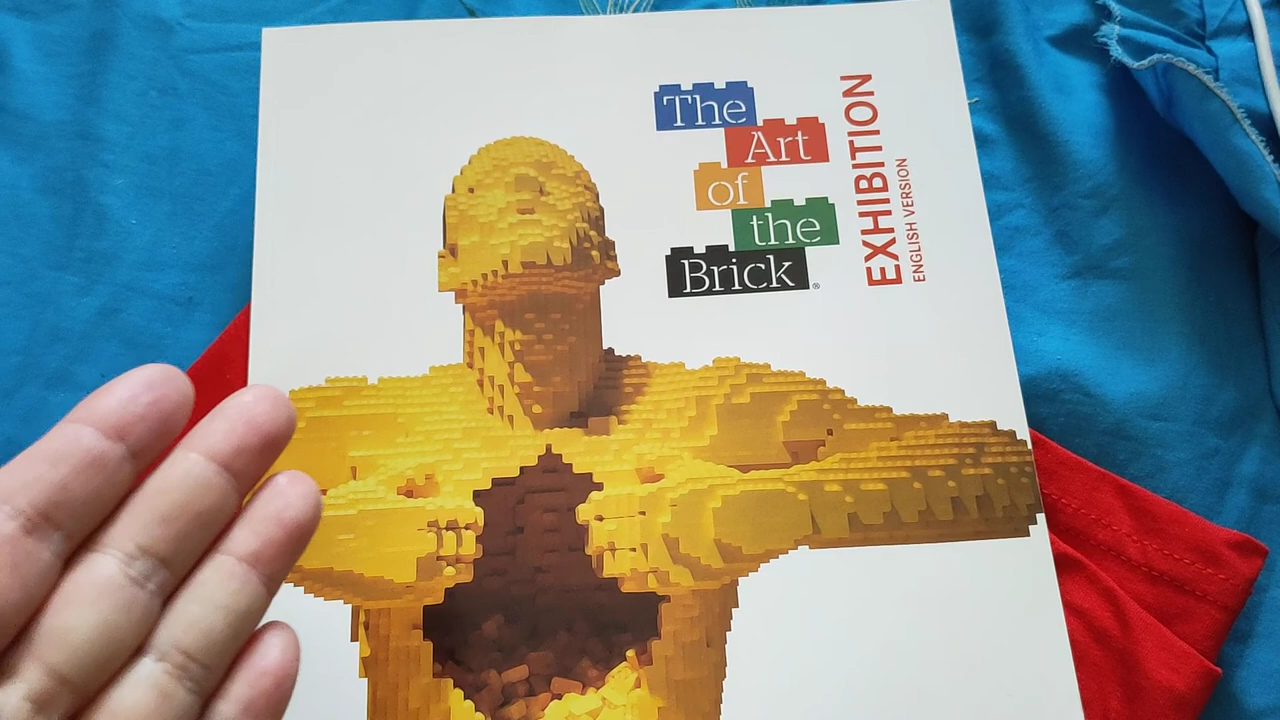 The
Art
of
the
Brick®
EXHIBITION
ENGLISH VERSION